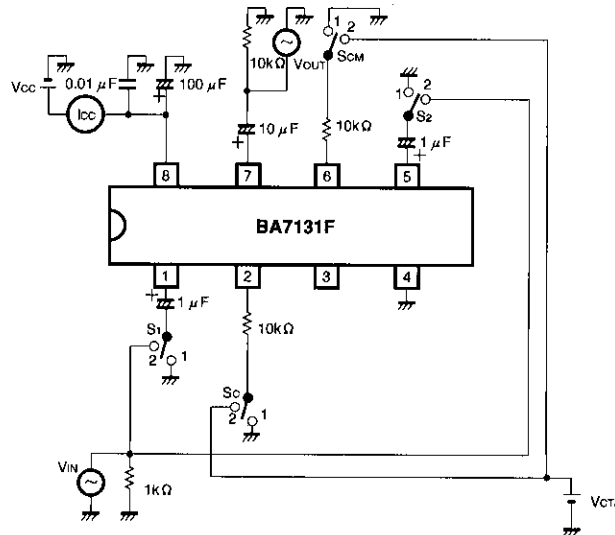 1 2
10kΩ
VOUT
SCM
VCC
0.01 μF
+ 100 μF
ICC
1 2
S2
+ 10 μF
10kΩ
1 μF
+
8 7 6 5
BA7131F
1 2 3 4
+ 1 μF
S1
2 1
10kΩ
SC
2 1
VIN
1kΩ